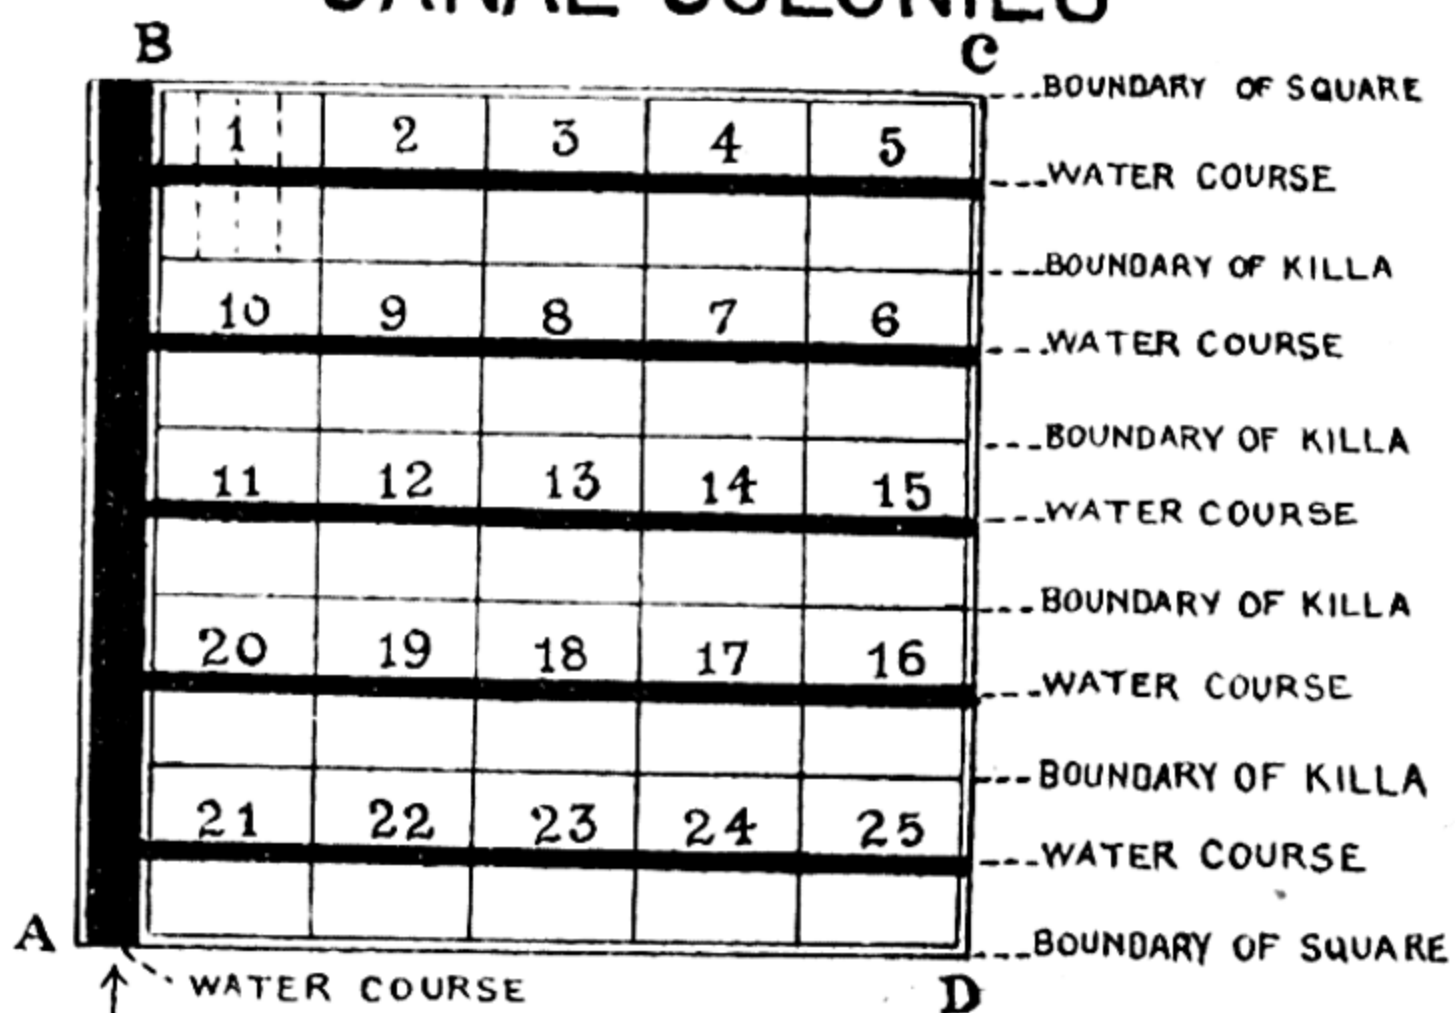 CANAL COLONIES
B C
BOUNDARY OF SQUARE
1 2 3 4 5
WATER COURSE
BOUNDARY OF KILLA
10 9 8 7 6
WATER COURSE
BOUNDARY OF KILLA
11 12 13 14 15
WATER COURSE
BOUNDARY OF KILLA
20 19 18 17 16
WATER COURSE
BOUNDARY OF KILLA
21 22 23 24 25
WATER COURSE
A
BOUNDARY OF SQUARE
WATER COURSE
D